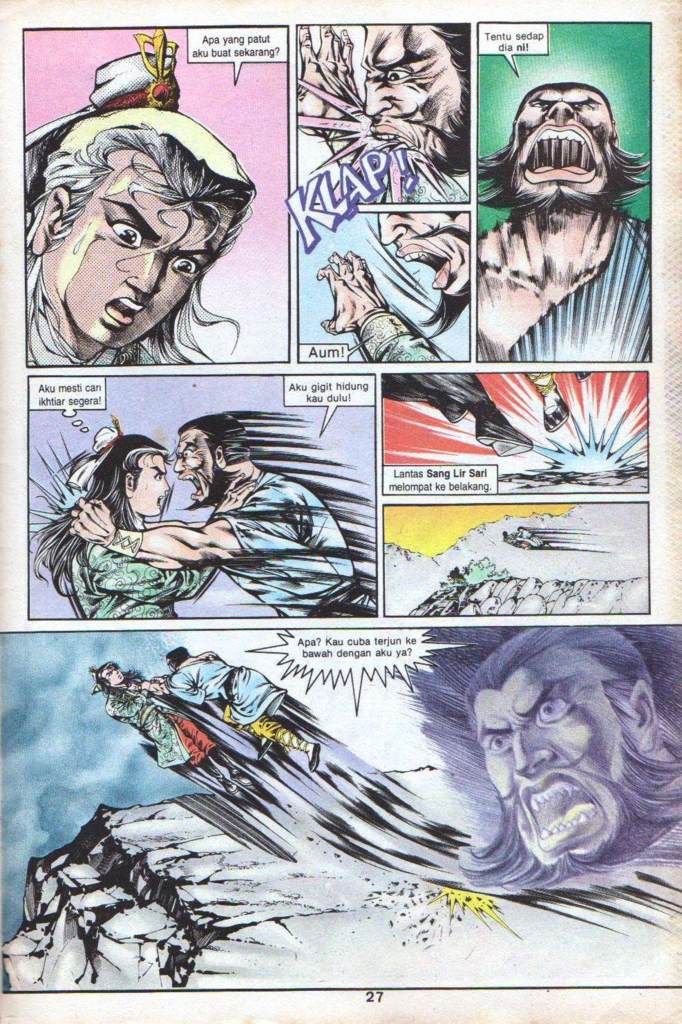 Apa yang patut
aku buat sekarang?
KLAP!
Aum!
Tentu sedap
dia ni!
Aku mesti cari
ikhtiar segera!
Aku gigit hidung
kau dulu!
Lantas Sang Lir Sari
melompat ke belakang.
Apa? Kau cuba terjun ke
bawah dengan aku ya?
27